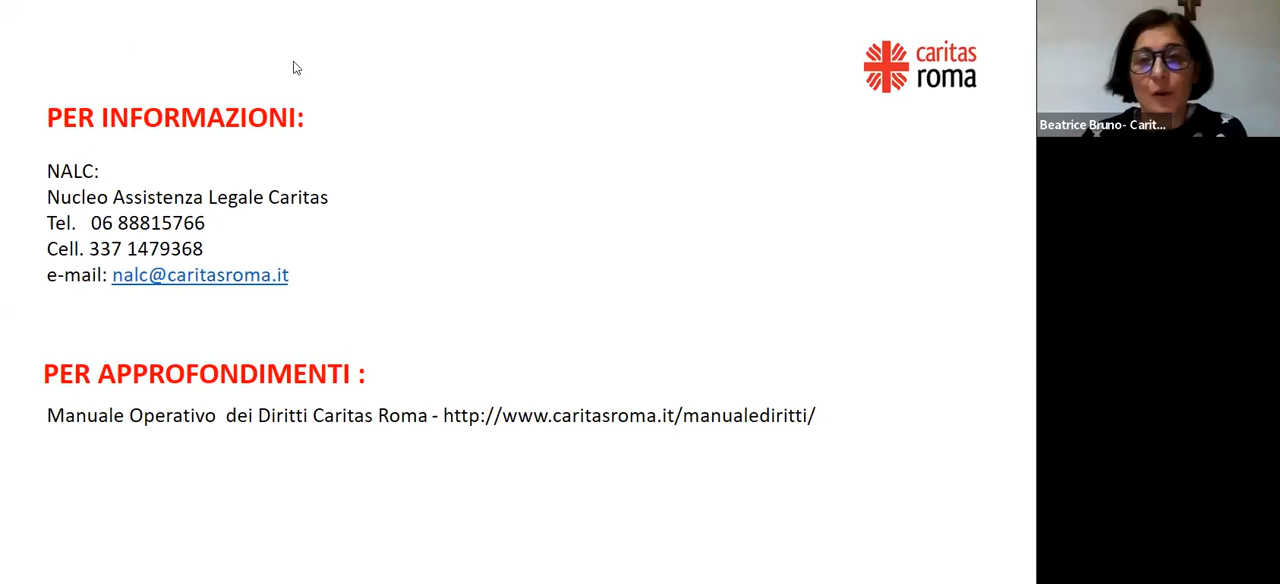 caritas
roma
PER INFORMAZIONI:
NALC:
Nucleo Assistenza Legale Caritas
Tel. 06 88815766
Cell. 337 1479368
e-mail: nalc@caritasroma.it
PER APPROFONDIMENTI :
Manuale Operativo dei Diritti Caritas Roma - http://www.caritasroma.it/manualediritti/
Beatrice Bruno- Carit...